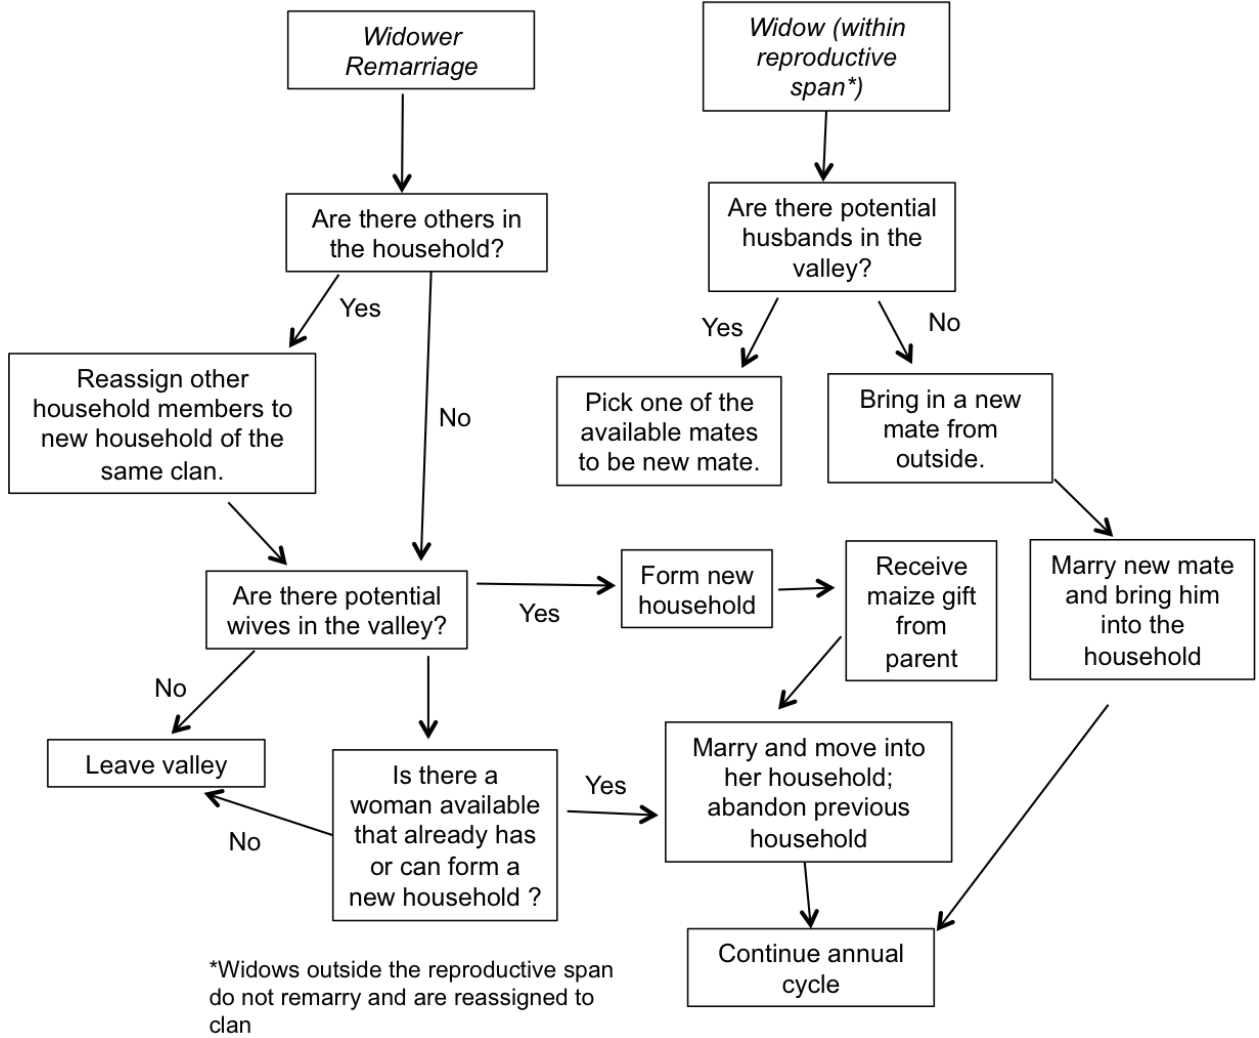 Widower
Remarriage
Widow (within
reproductive
span*)
Are there others in
the household?
Are there potential
husbands in the
valley?
Yes
No
Yes
No
Reassign other
household members to
new household of the
same clan.
No
Pick one of the
available mates
to be new mate.
Bring in a new
mate from
outside.
Are there potential
wives in the valley?
Yes
Form new
household
Receive
maize gift
from
parent
Marry new mate
and bring him
into the
household
No
Leave valley
Is there a
woman available
that already has
or can form a
new household ?
Yes
No
Marry and move into
her household;
abandon previous
household
Continue annual
cycle
*Widows outside the reproductive span
do not remarry and are reassigned to
clan